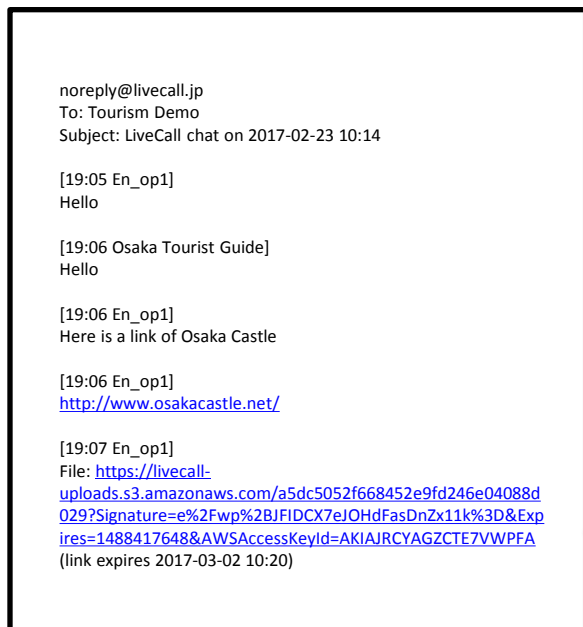 noreply@livecall.jp
To: Tourism Demo
Subject: LiveCall chat on 2017-02-23 10:14
[19:05 En_op1]
Hello
[19:06 Osaka Tourist Guide]
Hello
[19:06 En_op1]
Here is a link of Osaka Castle
[19:06 En_op1]
http://www.osakacastle.net/
[19:07 En_op1]
File: https://livecall-
uploads.s3.amazonaws.com/a5dc5052f668452e9fd246e04088d
029?Signature=e%2Fwp%2BJFIDCX7eJOHdFasDnZx11k%3D&Exp
ires=1488417648&AWSAccessKeyId=AKIAJRCYAGZCTE7VWPFA
(link expires 2017-03-02 10:20)